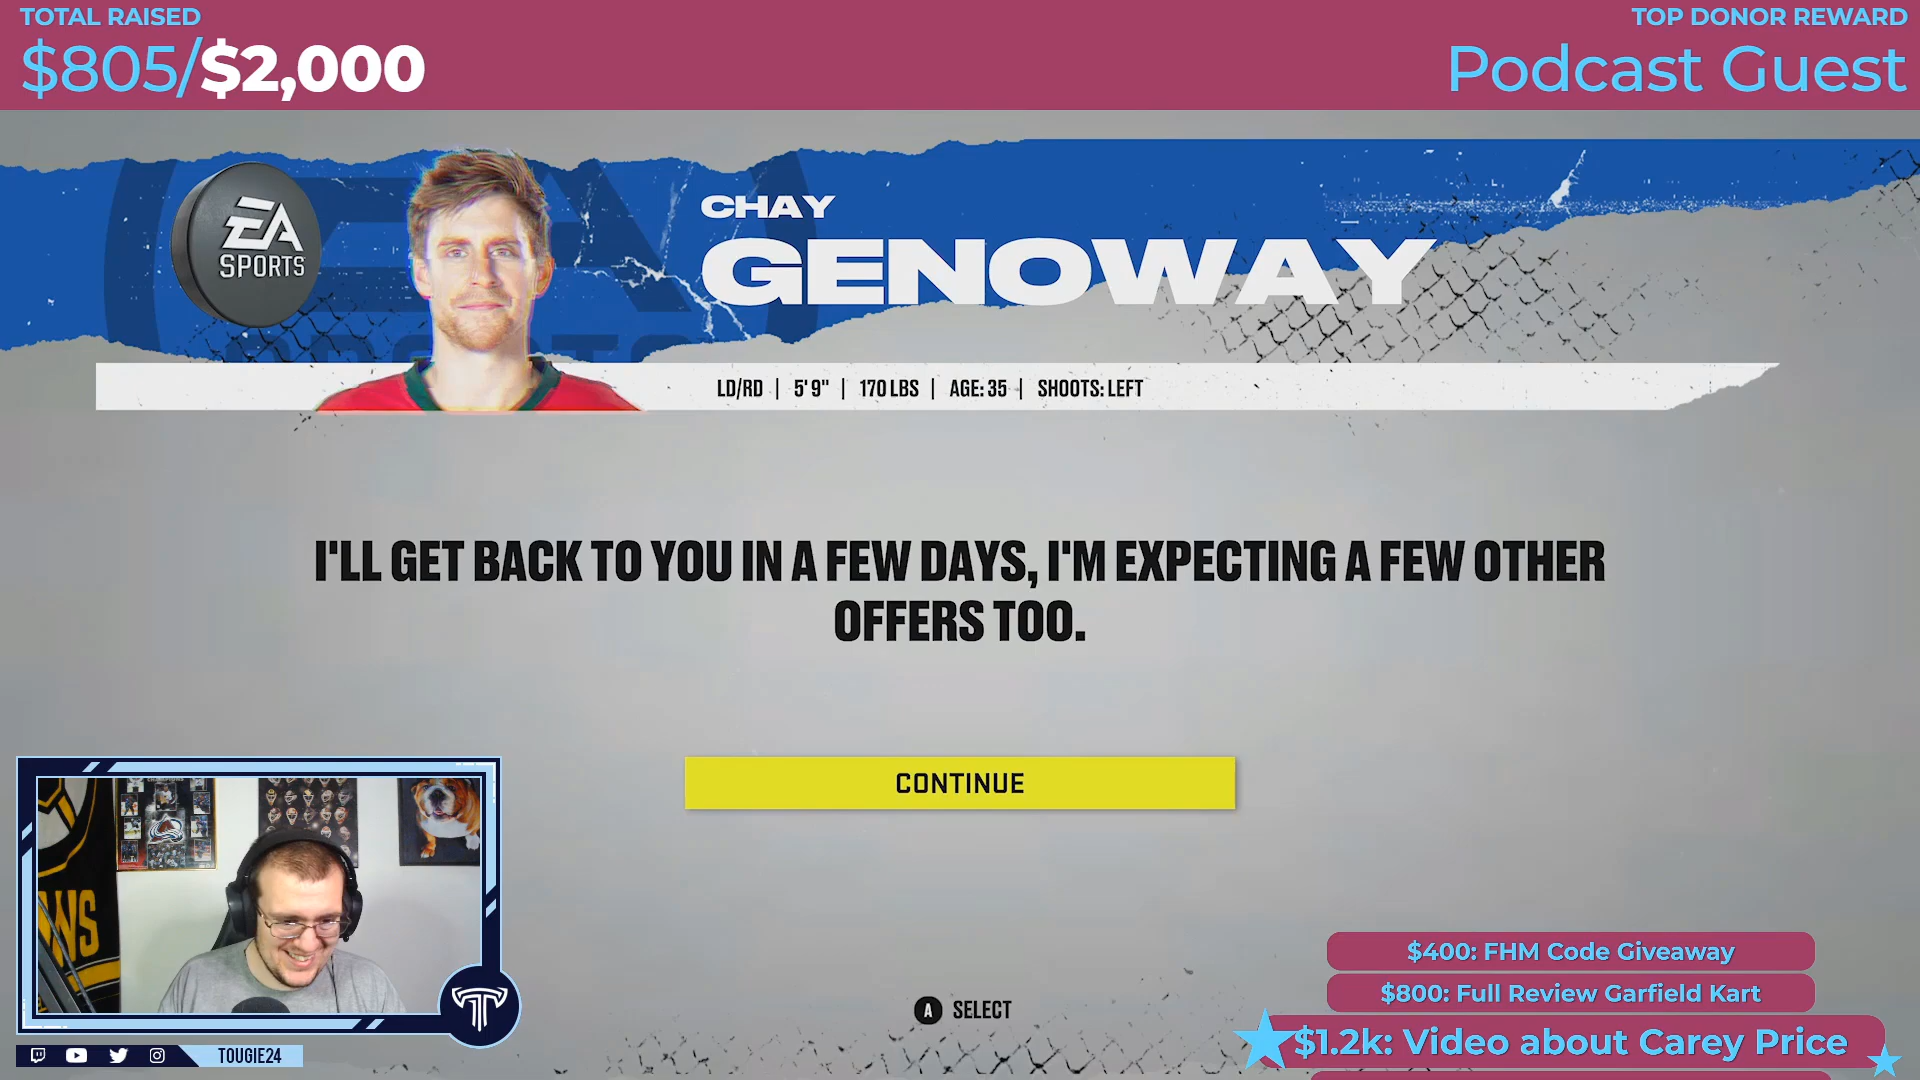 TOTAL RAISED
$805/$2,000
TOP DONOR REWARD
Podcast Guest
EA
SPORTS
CHAY
GENOWAY
LD/RD | 5'9" | 170 LBS | AGE: 35 | SHOOTS: LEFT
I'LL GET BACK TO YOU IN A FEW DAYS, I'M EXPECTING A FEW OTHER
OFFERS TOO.
CONTINUE
A SELECT
TOUGIE24
$400: FHM Code Giveaway
$800: Full Review Garfield Kart
$1.2k: Video about Carey Price